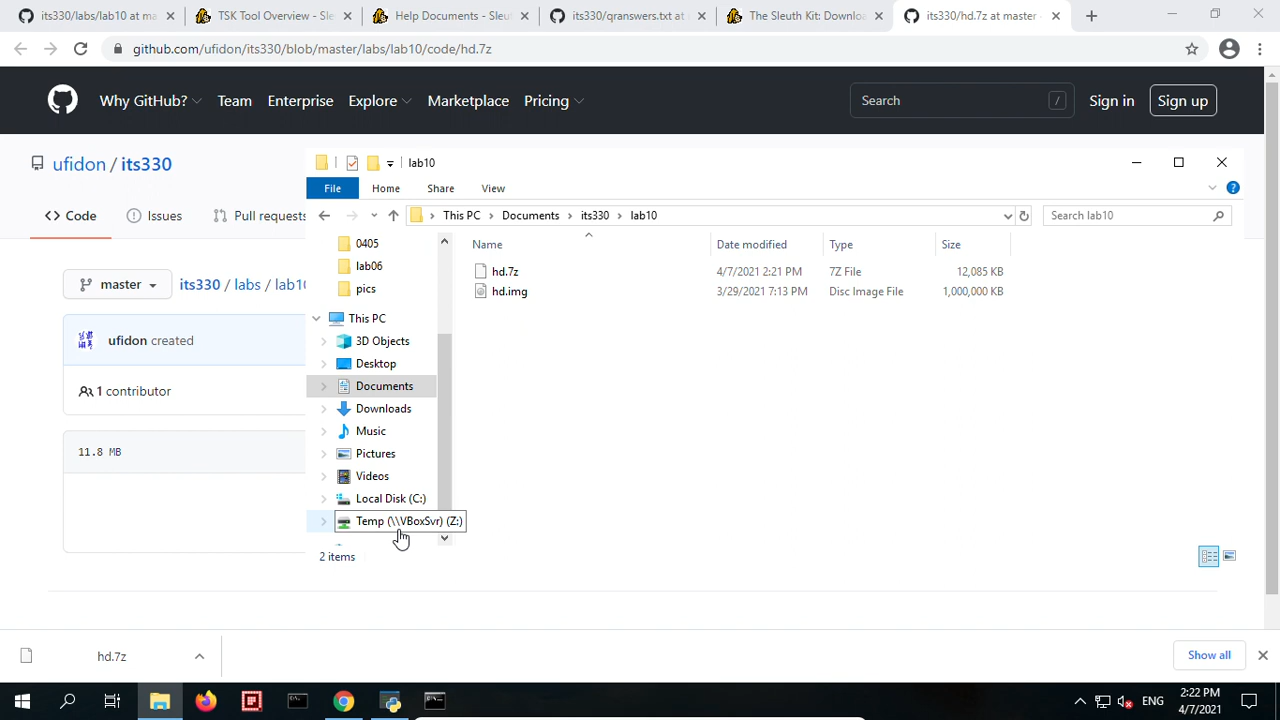 its330/labs/lab10 at ma
TSK Tool Overview - Sle
Help Documents - Sleu
its330/qranswers.txt at
The Sleuth Kit: Downloa
its330/hd.7z at master
github.com/ufidon/its330/blob/master/labs/lab10/code/hd.7z
Why GitHub? Team Enterprise Explore Marketplace Pricing Search / Sign in Sign up
ufidon / its330
<> Code Issues Pull requests
master its330 / labs / lab10
ufidon created
1 contributor
11.8 MB
lab10
File Home Share View
This PC > Documents > its330 > lab10 Search lab10
0405
lab06
pics
This PC
3D Objects
Desktop
Documents
Downloads
Music
Pictures
Videos
Local Disk (C:)
Temp (\\VBoxSvr) (Z:)
Name Date modified Type Size
hd.7z 4/7/2021 2:21 PM 7Z File 12,085 KB
hd.img 3/29/2021 7:13 PM Disc Image File 1,000,000 KB
2 items
hd.7z Show all
ENG 2:22 PM
4/7/2021